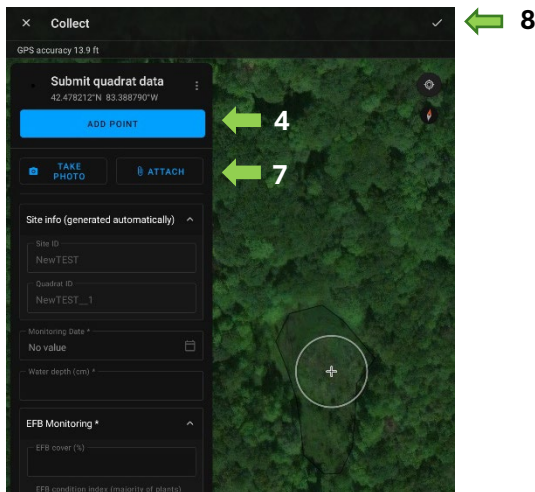 Collect
8
GPS accuracy 13.9 ft
Submit quadrat data
42.478212°N 83.388790°W
ADD POINT
4
TAKE PHOTO
ATTACH
7
Site info (generated automatically)
Site ID
NewTEST
Quadrat ID
NewTEST__1
Monitoring Date *
No value
Water depth (cm) *
EFB Monitoring *
EFB cover (%)
EFB condition index (majority of plants)